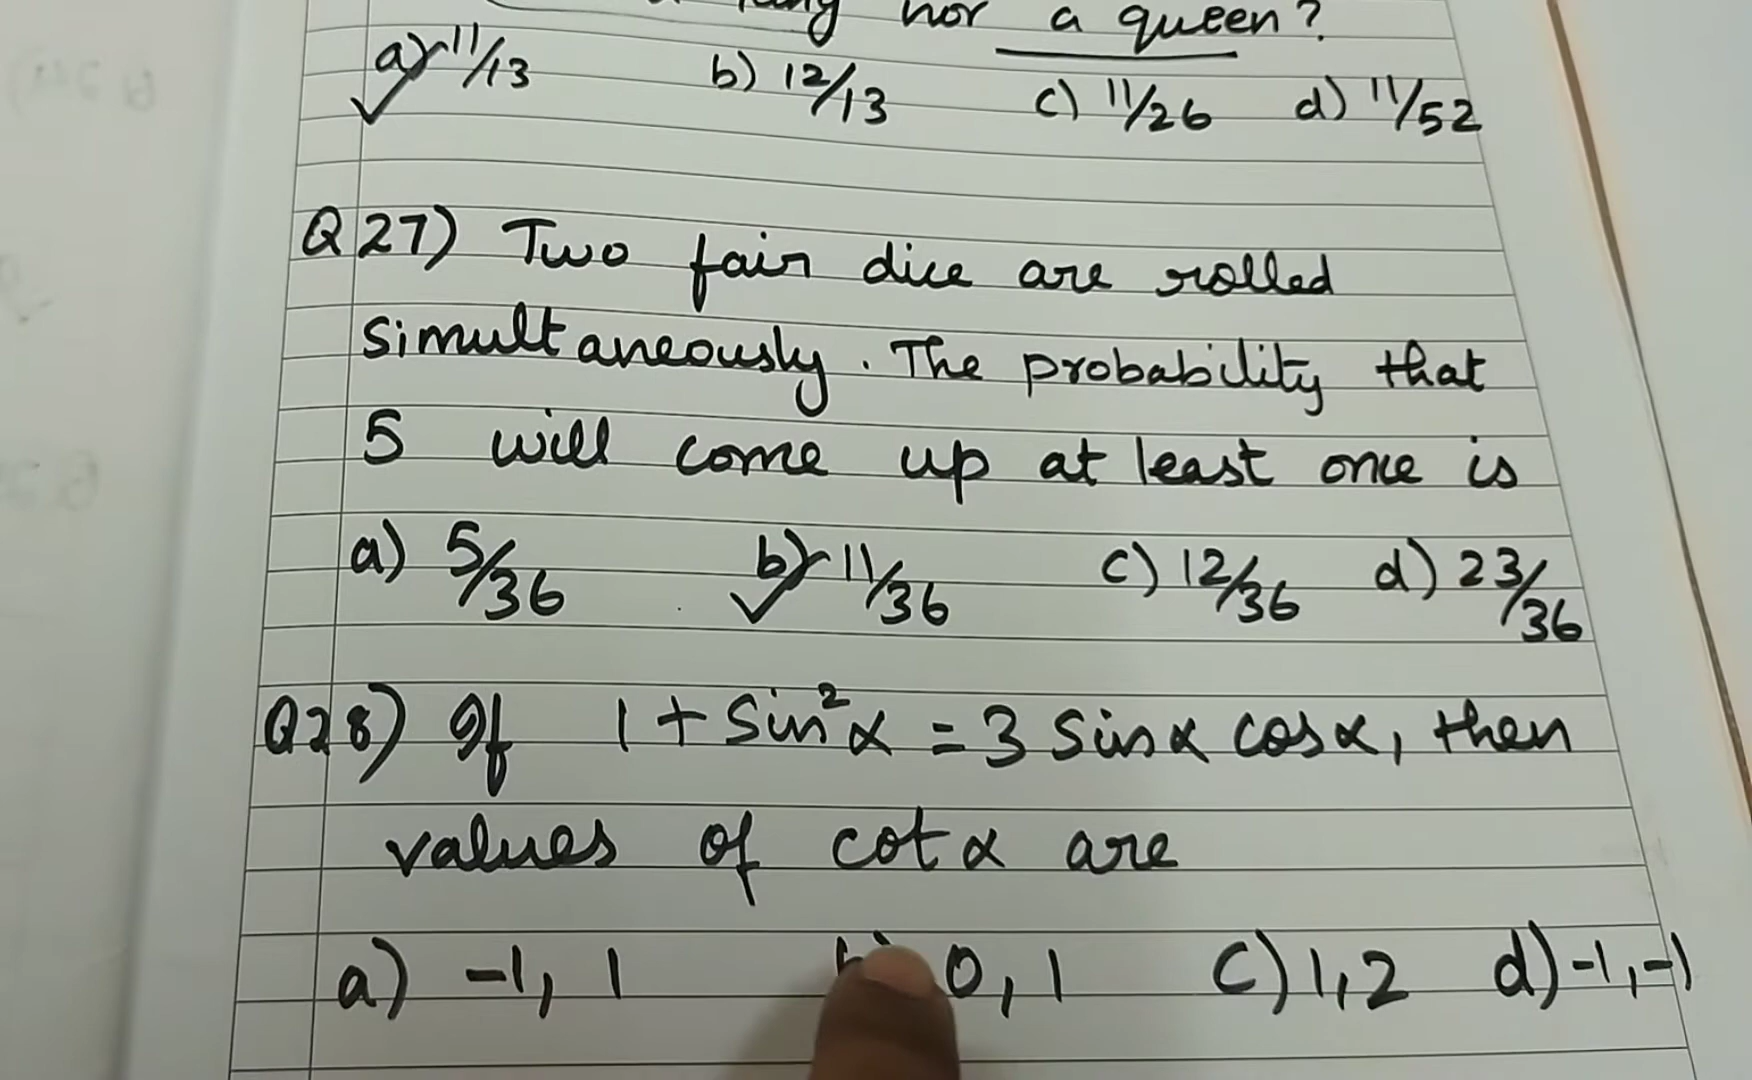 nor a queen?
a) 11/13 b) 12/13 c) 11/26 d) 11/52
Q27) Two fair dice are rolled
simultaneously. The probability that
5 will come up at least once is
a) 5/36 b) 11/36 c) 12/36 d) 23/36
Q28) If 1 + sin²α = 3 sinα cosα, then
values of cotα are
a) -1, 1 b) 0, 1 c) 1, 2 d) -1, -1